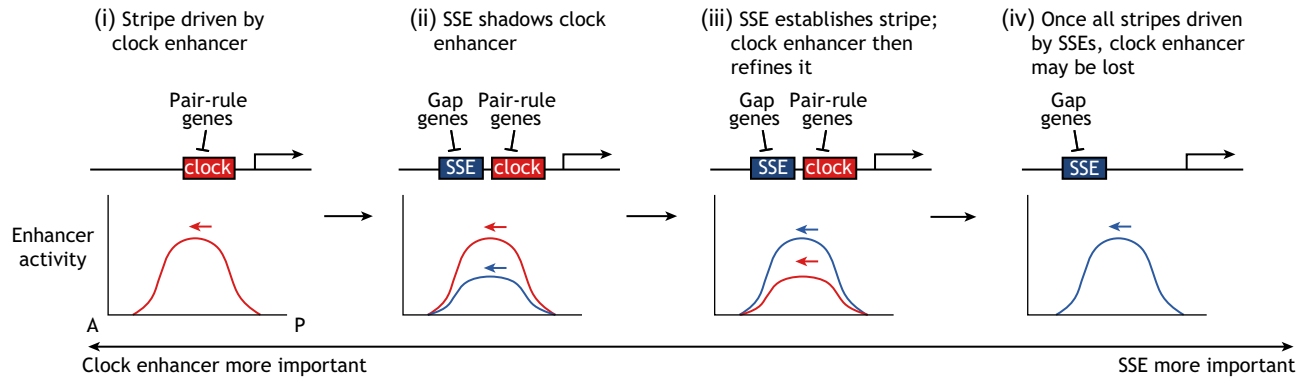 (i) Stripe driven by
clock enhancer
(ii) SSE shadows clock
enhancer
(iii) SSE establishes stripe;
clock enhancer then
refines it
(iv) Once all stripes driven
by SSEs, clock enhancer
may be lost
Pair-rule
genes
Gap
genes
Pair-rule
genes
Gap
genes
Pair-rule
genes
Gap
genes
clock
SSE
clock
SSE
clock
SSE
Enhancer
activity
A
P
Clock enhancer more important
SSE more important